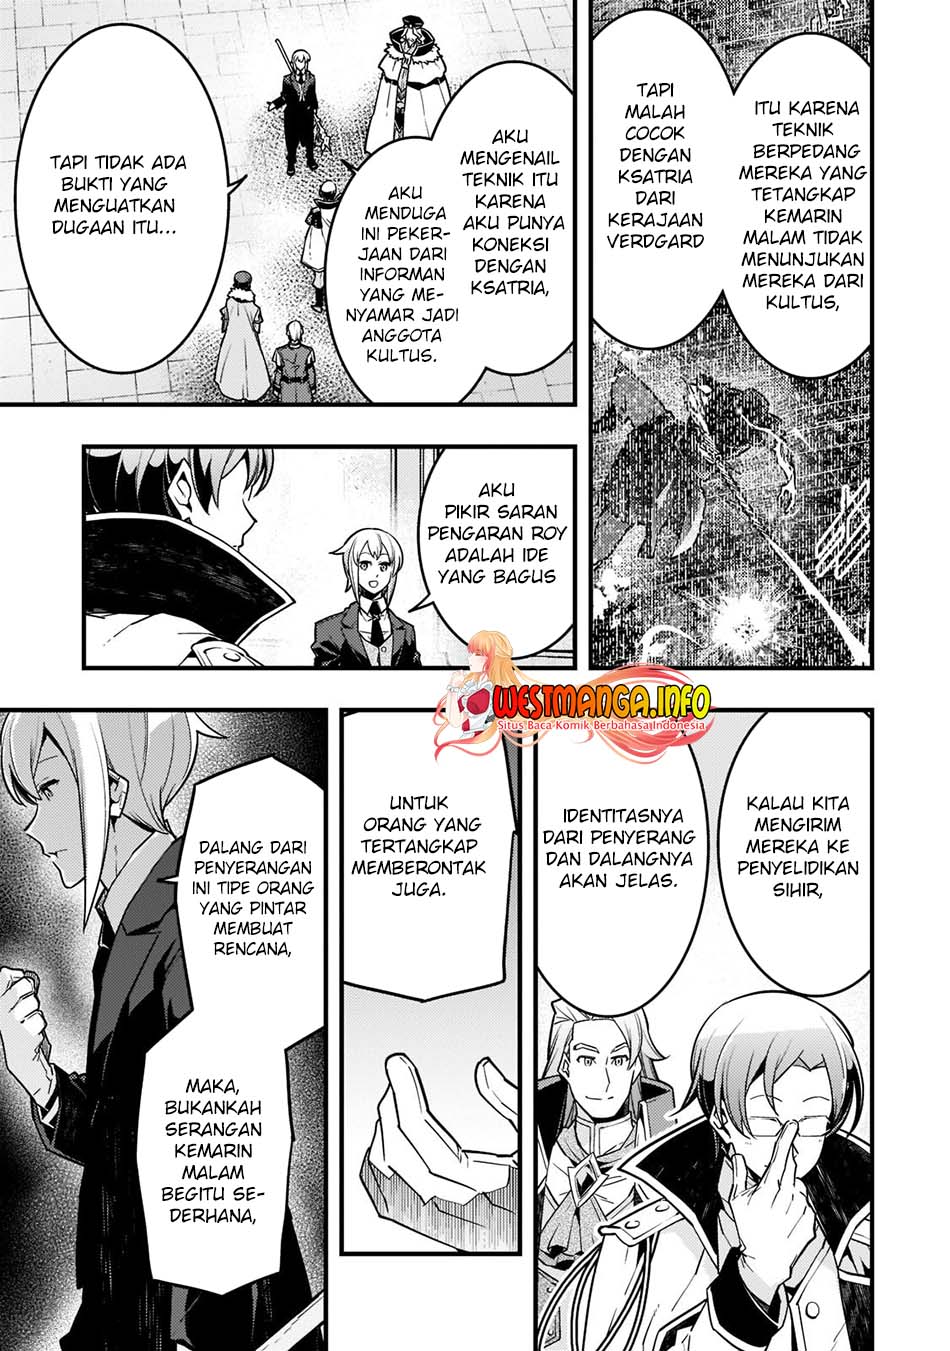 ITU KARENA
TEKNIK
BERPEDANG
MEREKA YANG
TETANGKAP
KEMARIN
MALAM TIDAK
MENUNJUKAN
MEREKA DARI
KULTUS,
TAPI
MALAH
COCOK
DENGAN
KSATRIA
DARI
KERAJAAN
VERDGARD
AKU
MENGENAIL
TEKNIK ITU
KARENA
AKU PUNYA
KONEKSI
DENGAN
KSATRIA,
AKU
MENDUGA
INI PEKER-
JAAN DARI
INFORMAN
YANG ME-
NYAMAR JADI
ANGGOTA
KULTUS.
TAPI TIDAK ADA
BUKTI YANG
MENGUATKAN
DUGAAN ITU...
AKU
PIKIR SARAN
PENGARAN ROY
ADALAH IDE
YANG BAGUS
WESTMANGA.INFO
Situs Baca Komik Berbahasa Indonesia
KALAU KITA
MENGIRIM
MEREKA KE
PENYELIDIKAN
SIHIR,
IDENTITASNYA
DARI PENYERANG
DAN DALANGNYA
AKAN JELAS.
UNTUK
ORANG YANG
TERTANGKAP
MEMBERONTAK
JUGA.
DALANG DARI
PENYERANGAN
INI TIPE ORANG
YANG PINTAR
MEMBUAT
RENCANA,
MAKA,
BUKANKAH
SERANGAN
KEMARIN
MALAM
BEGITU SE-
DERHANA,